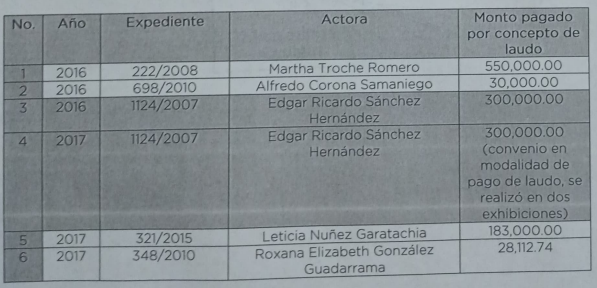 No. Año Expediente Actora Monto pagado
por concepto de
laudo
1 2016 222/2008 Martha Troche Romero 550,000.00
2 2016 698/2010 Alfredo Corona Samaniego 30,000.00
3 2016 1124/2007 Edgar Ricardo Sánchez 300,000.00
Hernández
4 2017 1124/2007 Edgar Ricardo Sánchez 300,000.00
Hernández (convenio en
modalidad de
pago de laudo, se
realizó en dos
exhibiciones)
5 2017 321/2015 Leticia Nuñez Garatachia 183,000.00
6 2017 348/2010 Roxana Elizabeth González 28,112.74
Guadarrama